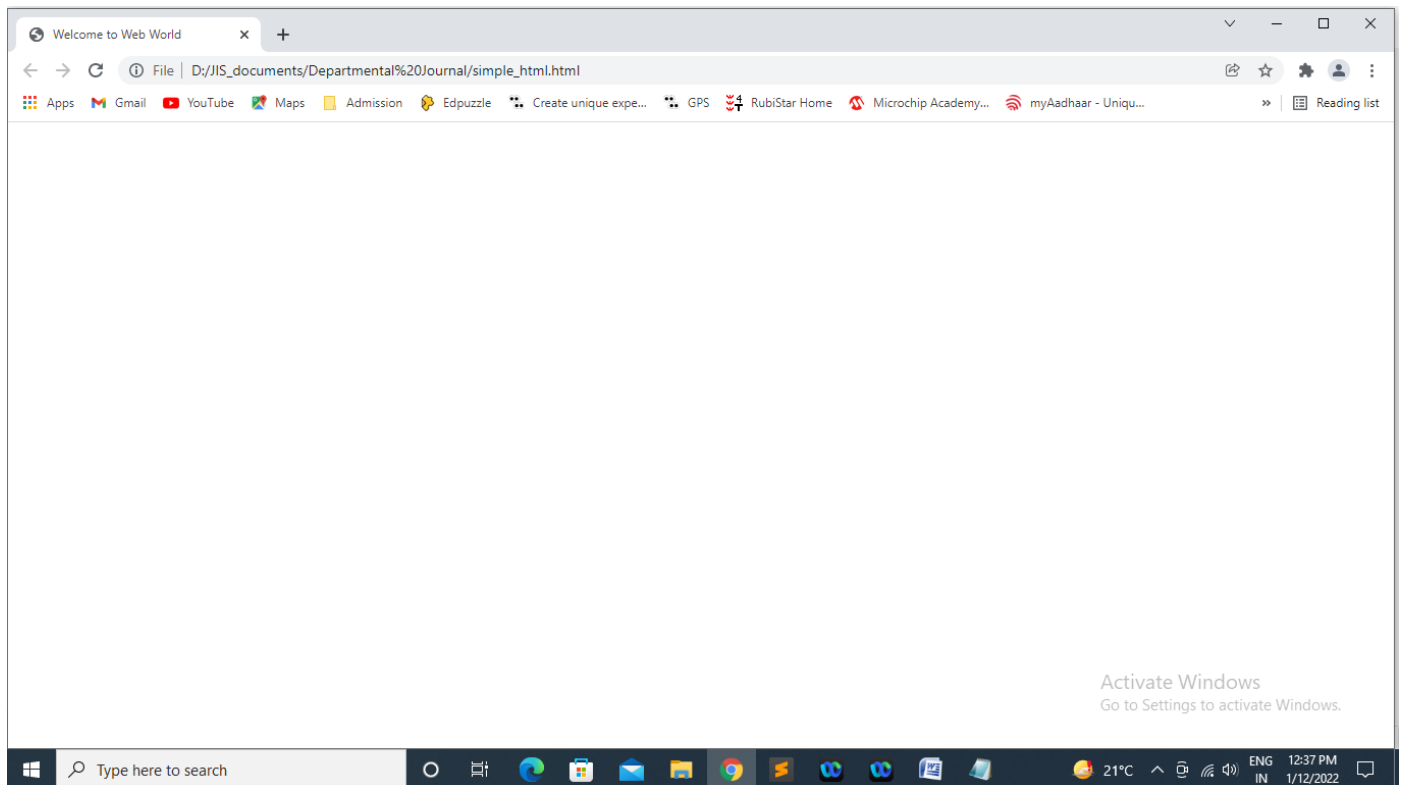 Welcome to Web World
File | D:/JIS_documents/Departmental%20Journal/simple_html.html
Apps Gmail YouTube Maps Admission Edpuzzle Create unique expe... GPS RubiStar Home Microchip Academy... myAadhaar - Uniqu... » Reading list
Activate Windows
Go to Settings to activate Windows.
Type here to search 21°C ENG 12:37 PM
IN 1/12/2022